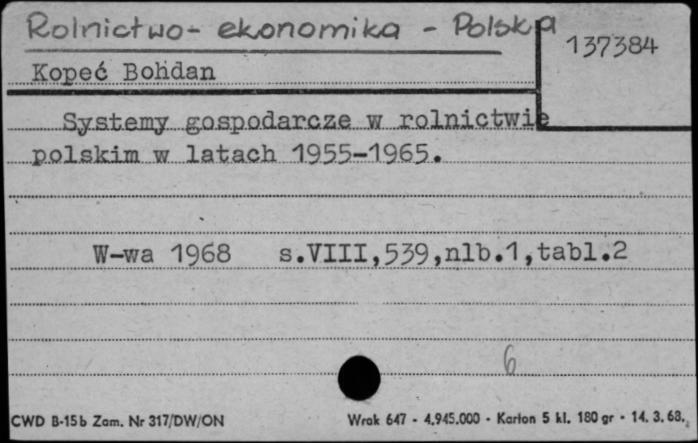 Rolnictwo - ekonomika - Polska
137384
Kopeć Bohdan
Systemy gospodarcze w rolnictwie
polskim w latach 1955-1965.
W-wa 1968 s.VIII,539,nlb.1,tabl.2
6
CWD B-15b Zam. Nr 317/DW/ON Wrak 647 - 4.945.000 - Karton 5 kl. 180 gr - 14. 3. 68.